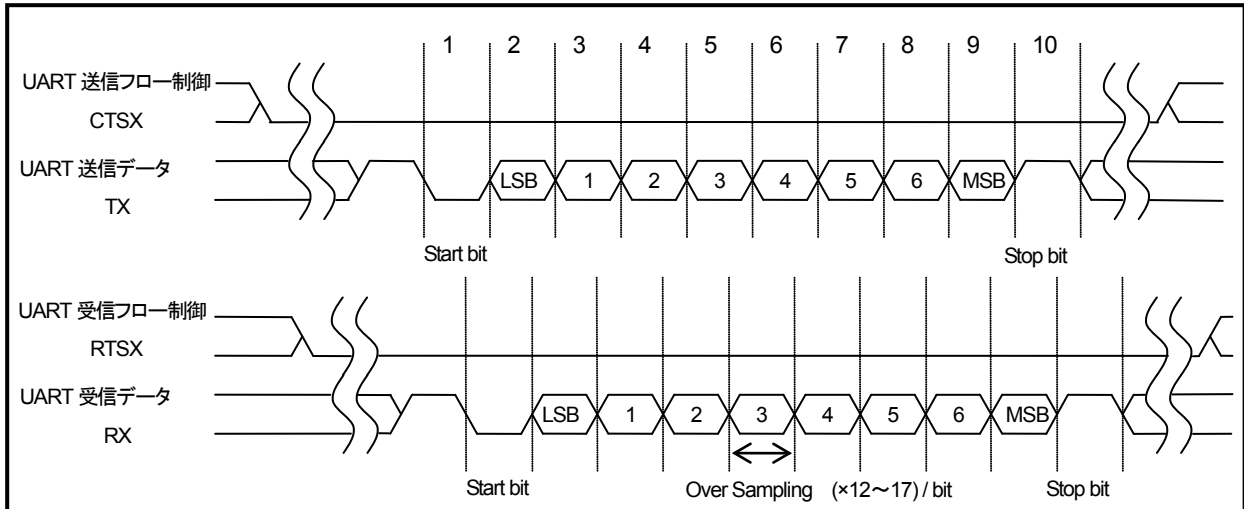 1 2 3 4 5 6 7 8 9 10
UART 送信フロー制御
CTSX
UART 送信データ
TX
LSB 1 2 3 4 5 6 MSB
Start bit Stop bit
UART 受信フロー制御
RTSX
UART 受信データ
RX
LSB 1 2 3 4 5 6 MSB
Start bit Over Sampling (×12～17) / bit Stop bit